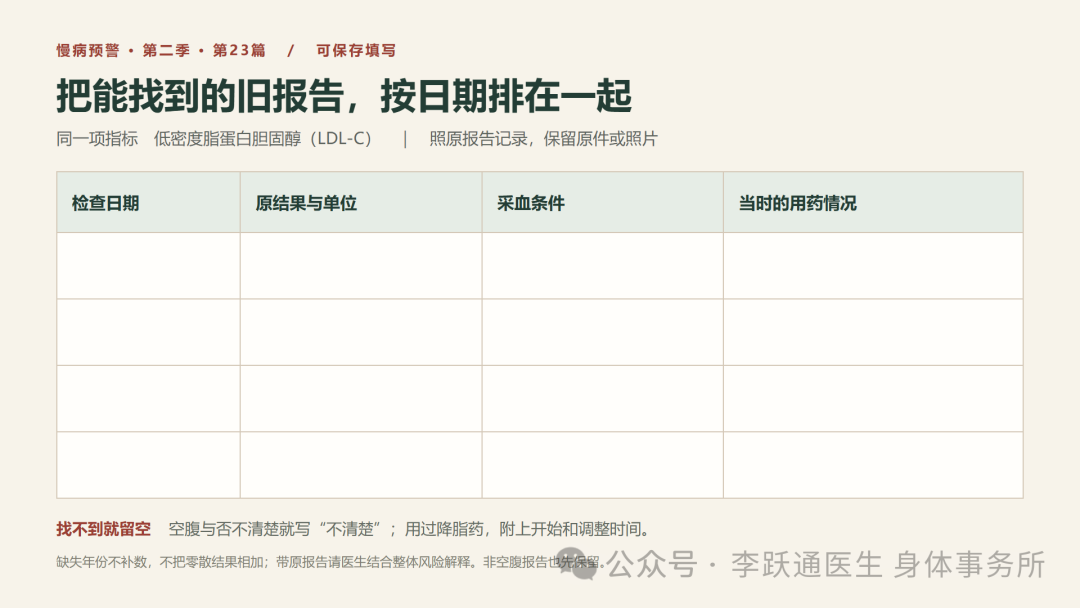 慢病预警 · 第二季 · 第23篇 / 可保存填写
把能找到的旧报告，按日期排在一起
同一项指标 低密度脂蛋白胆固醇（LDL-C） ｜ 照原报告记录，保留原件或照片
检查日期 原结果与单位 采血条件 当时的用药情况
找不到就留空 空腹与否不清楚就写“不清楚”；用过降脂药，附上开始和调整时间。
缺失年份不补数，不把零散结果相加；带原报告请医生结合整体风险解释。非空腹报告也先保留。
公众号 · 李跃通医生 身体事务所